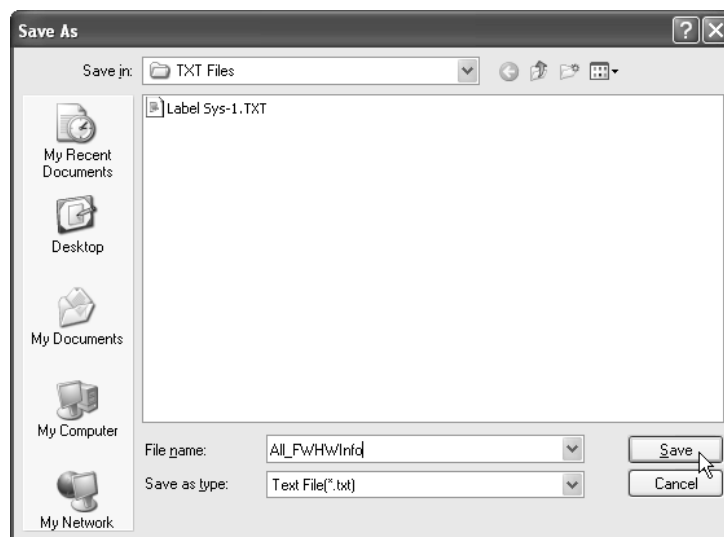 Save As
Save in:
TXT Files
Label Sys-1.TXT
My Recent
Documents
Desktop
My Documents
My Computer
My Network
File name:
All_FWHWInfo
Save
Save as type:
Text File(*.txt)
Cancel